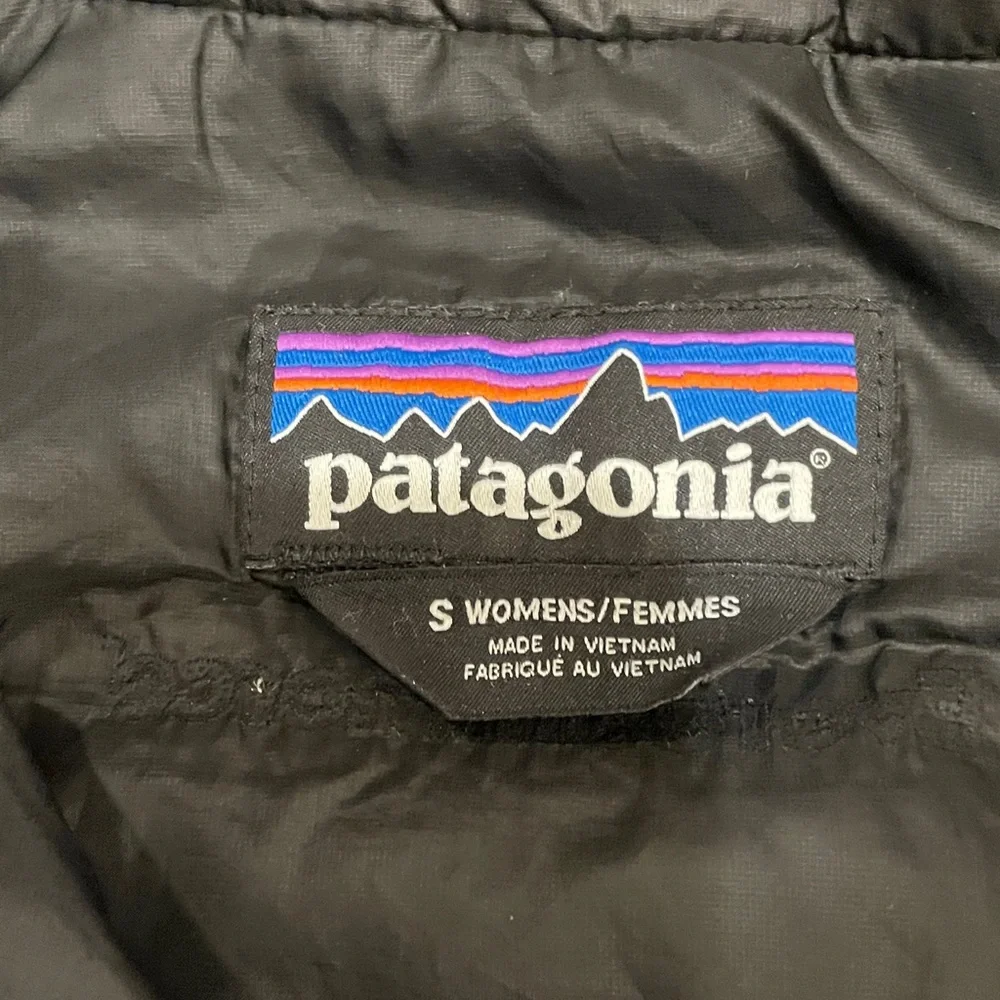 patagonia®
S WOMENS/FEMMES
MADE IN VIETNAM
FABRIQUÉ AU VIETNAM